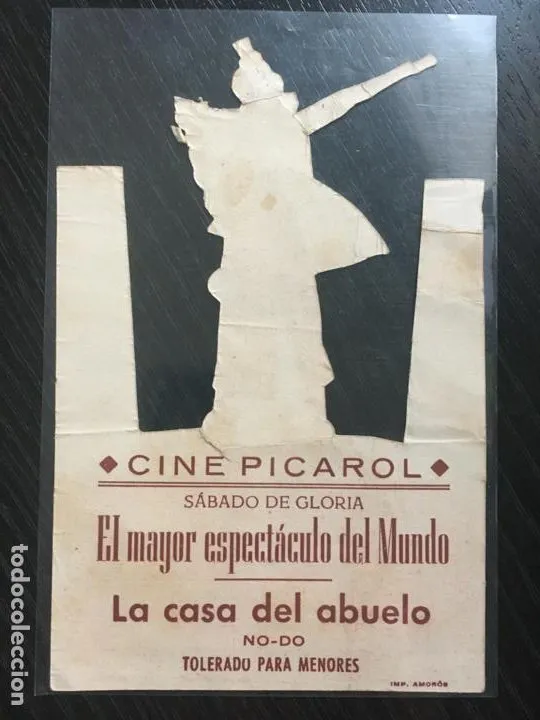 ◆ CINE PICAROL ◆
SÁBADO DE GLORIA
El mayor espectáculo del Mundo
La casa del abuelo
NO-DO
TOLERADO PARA MENORES
IMP. AMORÓS
todocoleccion.net